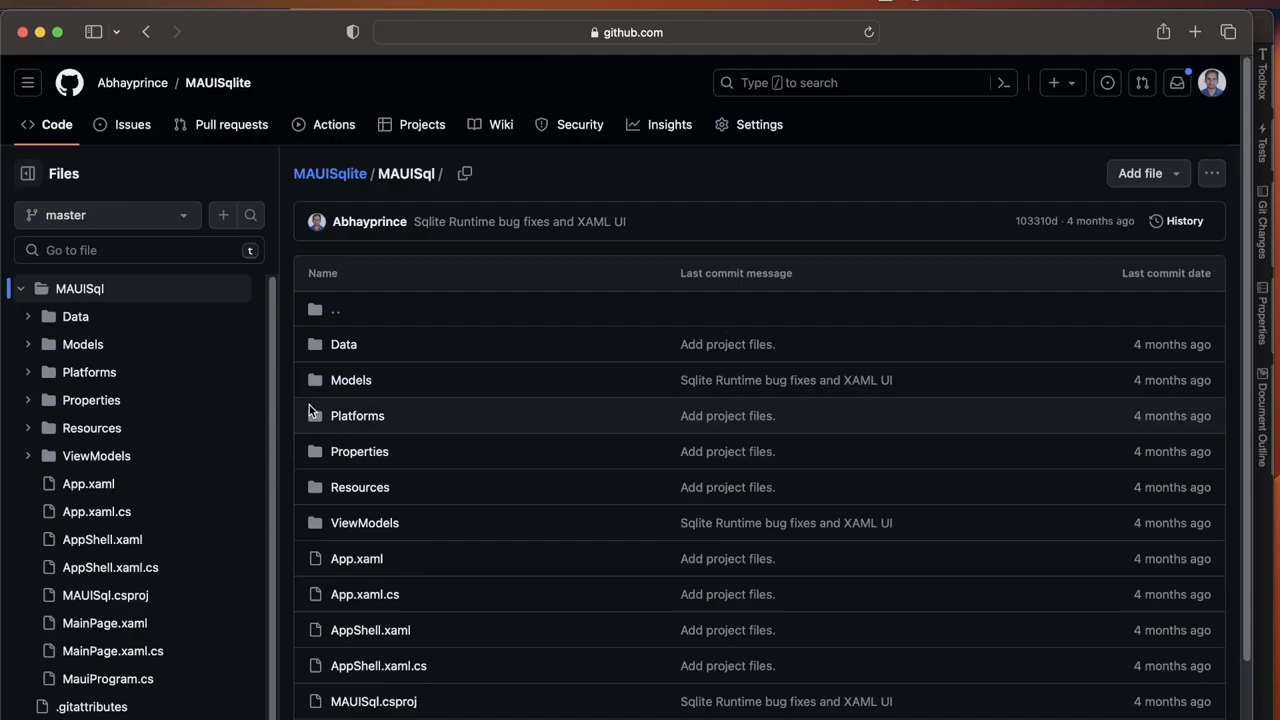 github.com
Abhayprince / MAUISqlite
Type / to search
Code Issues Pull requests Actions Projects Wiki Security Insights Settings
Files
master
Go to file t
MAUISql
Data
Models
Platforms
Properties
Resources
ViewModels
App.xaml
App.xaml.cs
AppShell.xaml
AppShell.xaml.cs
MAUISql.csproj
MainPage.xaml
MainPage.xaml.cs
MauiProgram.cs
.gitattributes
MAUISqlite / MAUISql /
Add file
Abhayprince Sqlite Runtime bug fixes and XAML UI 103310d · 4 months ago History
Name Last commit message Last commit date
..
Data Add project files. 4 months ago
Models Sqlite Runtime bug fixes and XAML UI 4 months ago
Platforms Add project files. 4 months ago
Properties Add project files. 4 months ago
Resources Add project files. 4 months ago
ViewModels Sqlite Runtime bug fixes and XAML UI 4 months ago
App.xaml Add project files. 4 months ago
App.xaml.cs Add project files. 4 months ago
AppShell.xaml Add project files. 4 months ago
AppShell.xaml.cs Add project files. 4 months ago
MAUISql.csproj Sqlite Runtime bug fixes and XAML UI 4 months ago
Toolbox
Tests
Git Changes
Properties
Document Outline